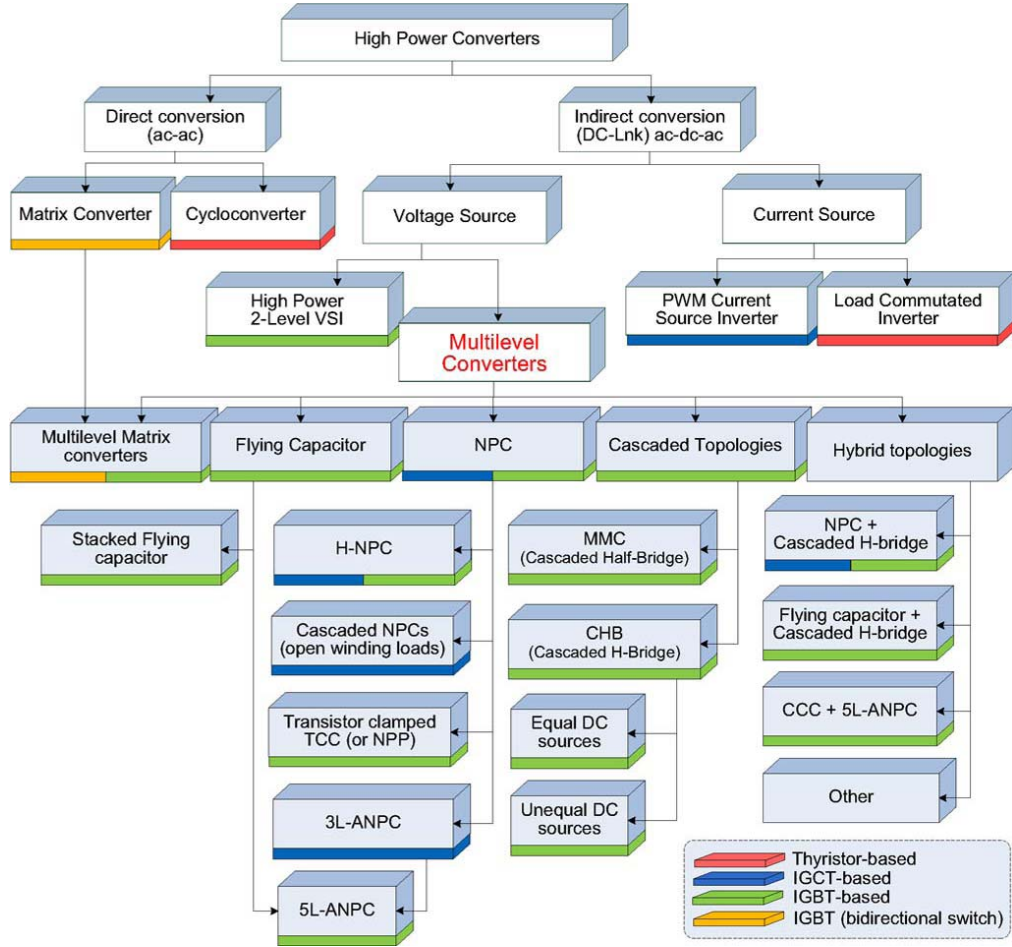 High Power Converters
Direct conversion
(ac-ac)
Indirect conversion
(DC-Lnk) ac-dc-ac
Matrix Converter
Cycloconverter
Voltage Source
Current Source
High Power
2-Level VSI
PWM Current
Source Inverter
Load Commutated
Inverter
Multilevel
Converters
Multilevel Matrix
converters
Flying Capacitor
NPC
Cascaded Topologies
Hybrid topologies
Stacked Flying
capacitor
H-NPC
MMC
(Cascaded Half-Bridge)
NPC +
Cascaded H-bridge
Cascaded NPCs
(open winding loads)
CHB
(Cascaded H-Bridge)
Flying capacitor +
Cascaded H-bridge
Transistor clamped
TCC (or NPP)
Equal DC
sources
CCC + 5L-ANPC
3L-ANPC
Unequal DC
sources
Other
5L-ANPC
Thyristor-based
IGCT-based
IGBT-based
IGBT (bidirectional switch)